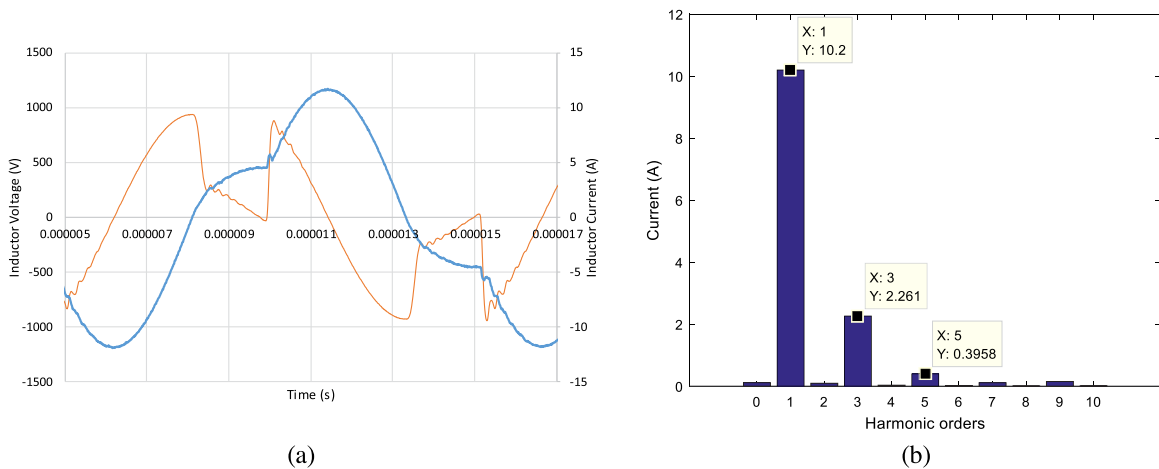 1500
1000
500
0
-500
-1000
-1500
Inductor Voltage (V)
0.000005
0.000007
0.000009
0.000011
0.000013
0.000015
0.000017
15
10
5
0
-5
-10
-15
Inductor Current (A)
Time (s)
(a)
12
10
8
6
4
2
0
Current (A)
X: 1
Y: 10.2
X: 3
Y: 2.261
X: 5
Y: 0.3958
0 1 2 3 4 5 6 7 8 9 10
Harmonic orders
(b)